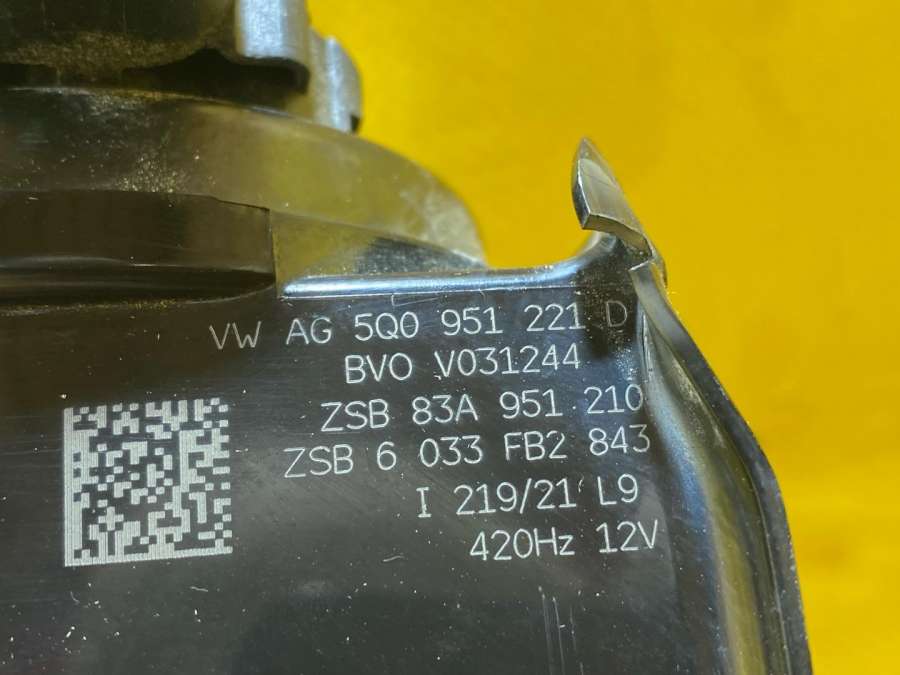 VW AG 5Q0 951 221 D
BVO V031244
ZSB 83A 951 210
ZSB 6 033 FB2 843
I 219/21 L9
420Hz 12V